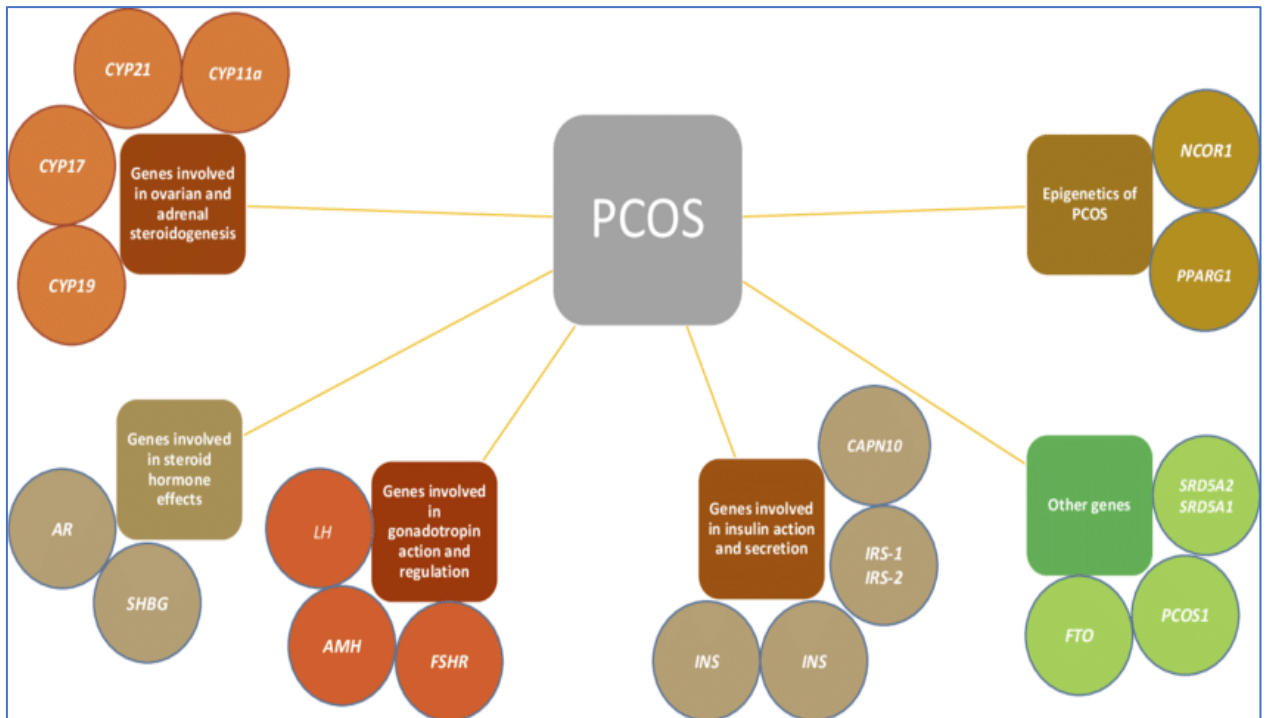 CYP21
CYP11a
CYP17
CYP19
Genes involved
in ovarian and
adrenal
steroidogenesis
PCOS
Epigenetics of
PCOS
NCOR1
PPARG1
Genes involved
in steroid
hormone
effects
AR
SHBG
Genes involved
in
gonadotropin
action and
regulation
LH
AMH
FSHR
Genes involved
in insulin action
and secretion
CAPN10
IRS-1
IRS-2
INS
INS
Other genes
SRD5A2
SRD5A1
PCOS1
FTO